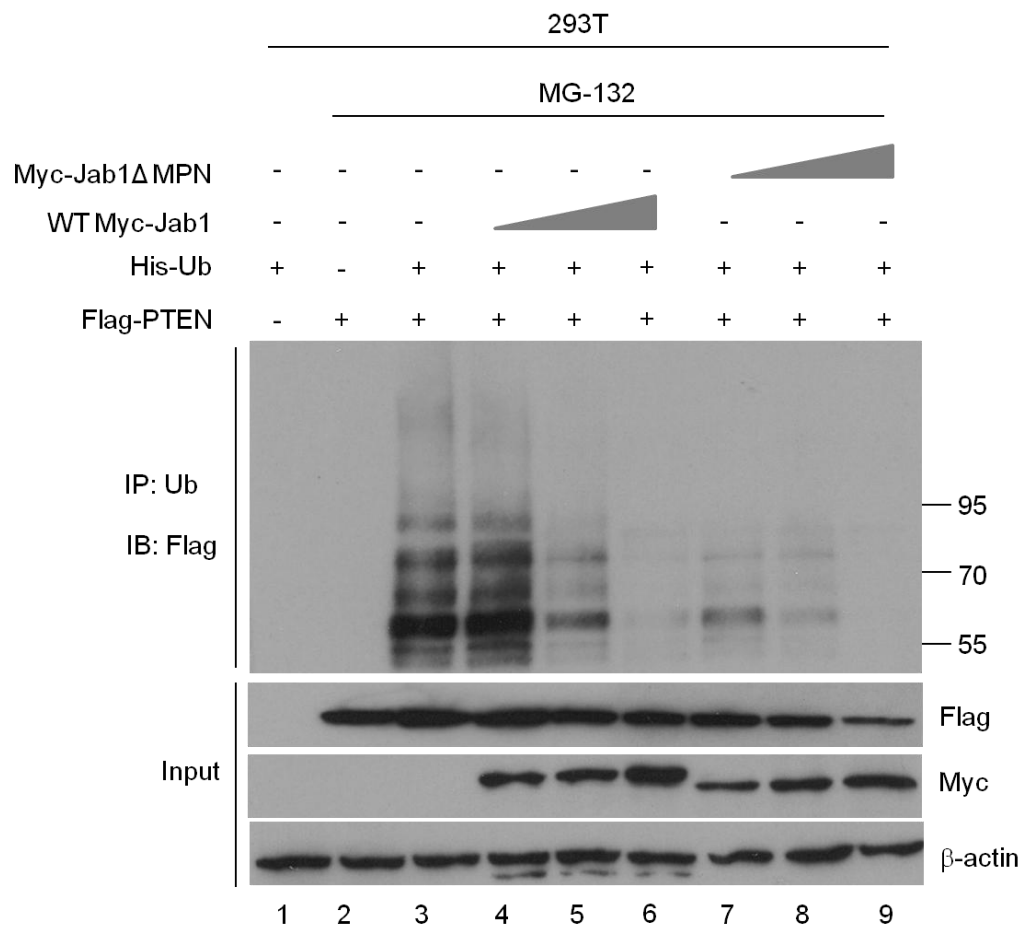 293T
MG-132
Myc-Jab1Δ MPN - - - - - -
WT Myc-Jab1 - - - - - -
His-Ub + - + + + + + + +
Flag-PTEN - + + + + + + + +
IP: Ub
IB: Flag
95
70
55
Input
Flag
Myc
β-actin
1 2 3 4 5 6 7 8 9